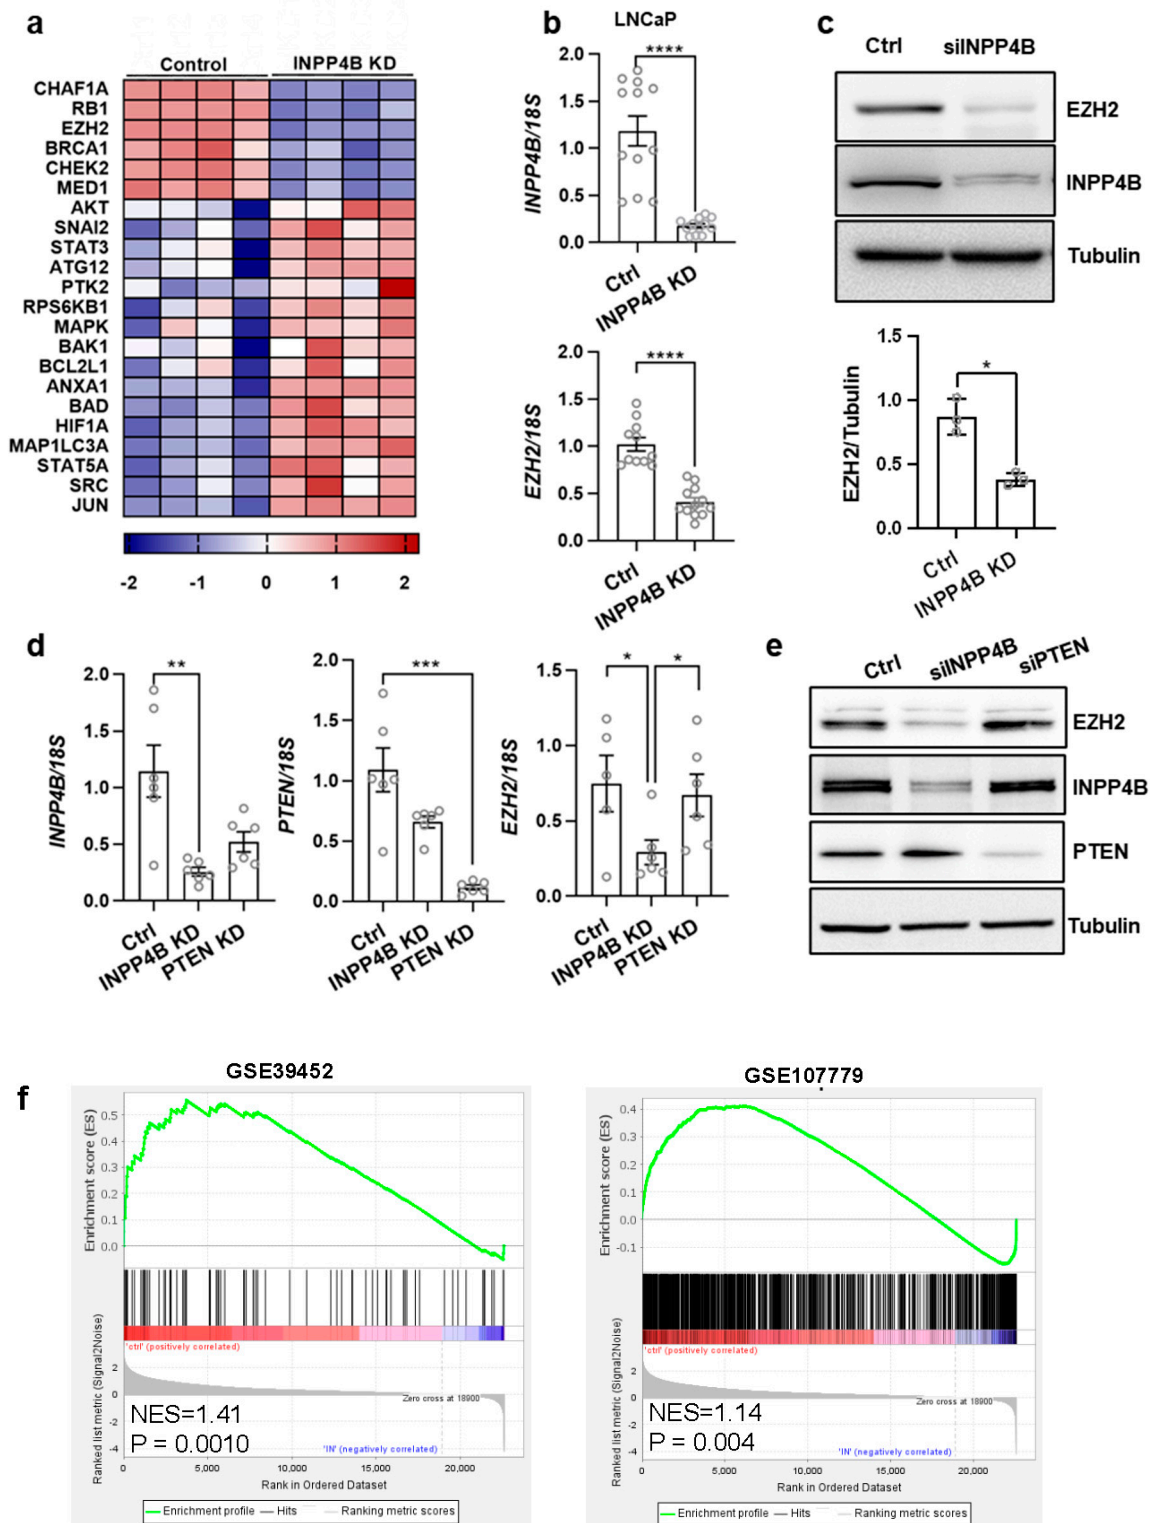 a
Control INPP4B KD
CHAF1A
RB1
EZH2
BRCA1
CHEK2
MED1
AKT
SNAI2
STAT3
ATG12
PTK2
RPS6KB1
MAPK
BAK1
BCL2L1
ANXA1
BAD
HIF1A
MAP1LC3A
STAT5A
SRC
JUN
-2 -1 0 1 2
b
LNCaP
INPP4B/18S
2.0
1.5
1.0
0.5
0.0
****
Ctrl
INPP4B KD
EZH2/18S
2.0
1.5
1.0
0.5
0.0
****
Ctrl
INPP4B KD
c
Ctrl siINPP4B
EZH2
INPP4B
Tubulin
EZH2/Tubulin
1.5
1.0
0.5
0.0
*
Ctrl
INPP4B KD
d
INPP4B/18S
2.0
1.5
1.0
0.5
0.0
**
Ctrl
INPP4B KD
PTEN KD
PTEN/18S
2.0
1.5
1.0
0.5
0.0
***
Ctrl
INPP4B KD
PTEN KD
EZH2/18S
1.5
1.0
0.5
0.0
* *
Ctrl
INPP4B KD
PTEN KD
e
Ctrl siINPP4B siPTEN
EZH2
INPP4B
PTEN
Tubulin
f
GSE39452
Enrichment score (ES)
0.5
0.4
0.3
0.2
0.1
0.0
'ctrl' (positively correlated)
Ranked list metric (Signal2Noise)
2
0
-2
-4
Zero cross at 18900
NES=1.41
P = 0.0010
'IN' (negatively correlated)
0 5,000 10,000 15,000 20,000
Rank in Ordered Dataset
Enrichment profile Hits Ranking metric scores
GSE107779
Enrichment score (ES)
0.4
0.3
0.2
0.1
0.0
-0.1
'ctrl' (positively correlated)
Ranked list metric (Signal2Noise)
2
0
-2
-4
Zero cross at 18900
NES=1.14
P = 0.004
'IN' (negatively correlated)
0 5,000 10,000 15,000 20,000
Rank in Ordered Dataset
Enrichment profile Hits Ranking metric scores